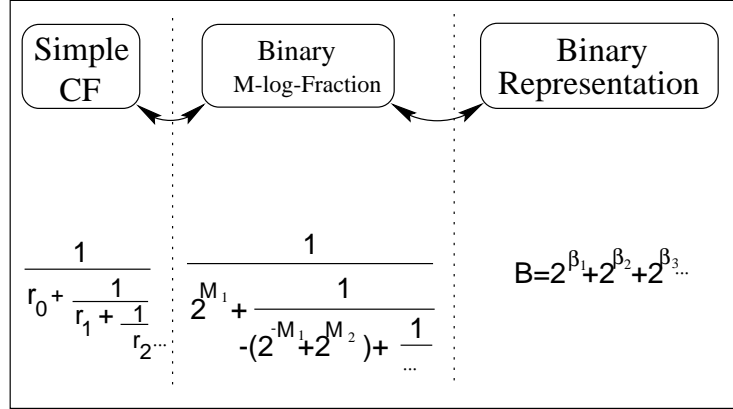 Simple
CF
Binary
M-log-Fraction
Binary
Representation
1
r0 + 1
r1 + 1
r2...
1
2^M1 + 1
-(2^-M1 + 2^M2) + 1
...
B=2^β1+2^β2+2^β3...